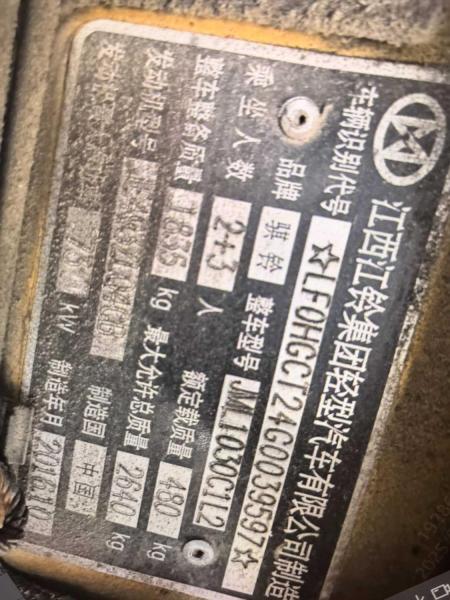 江西江铃集团轻型汽车有限公司制造
车辆识别代号 ☆LF0HGCT24G0039597☆
品牌 骐铃 整车型号 JML1030C1L2
乘坐人数 2+3 人 额定载质量 480 kg
整车整备质量 1835 kg 最大允许总质量 2640 kg
发动机型号 制造国 中国
kW 制造年月